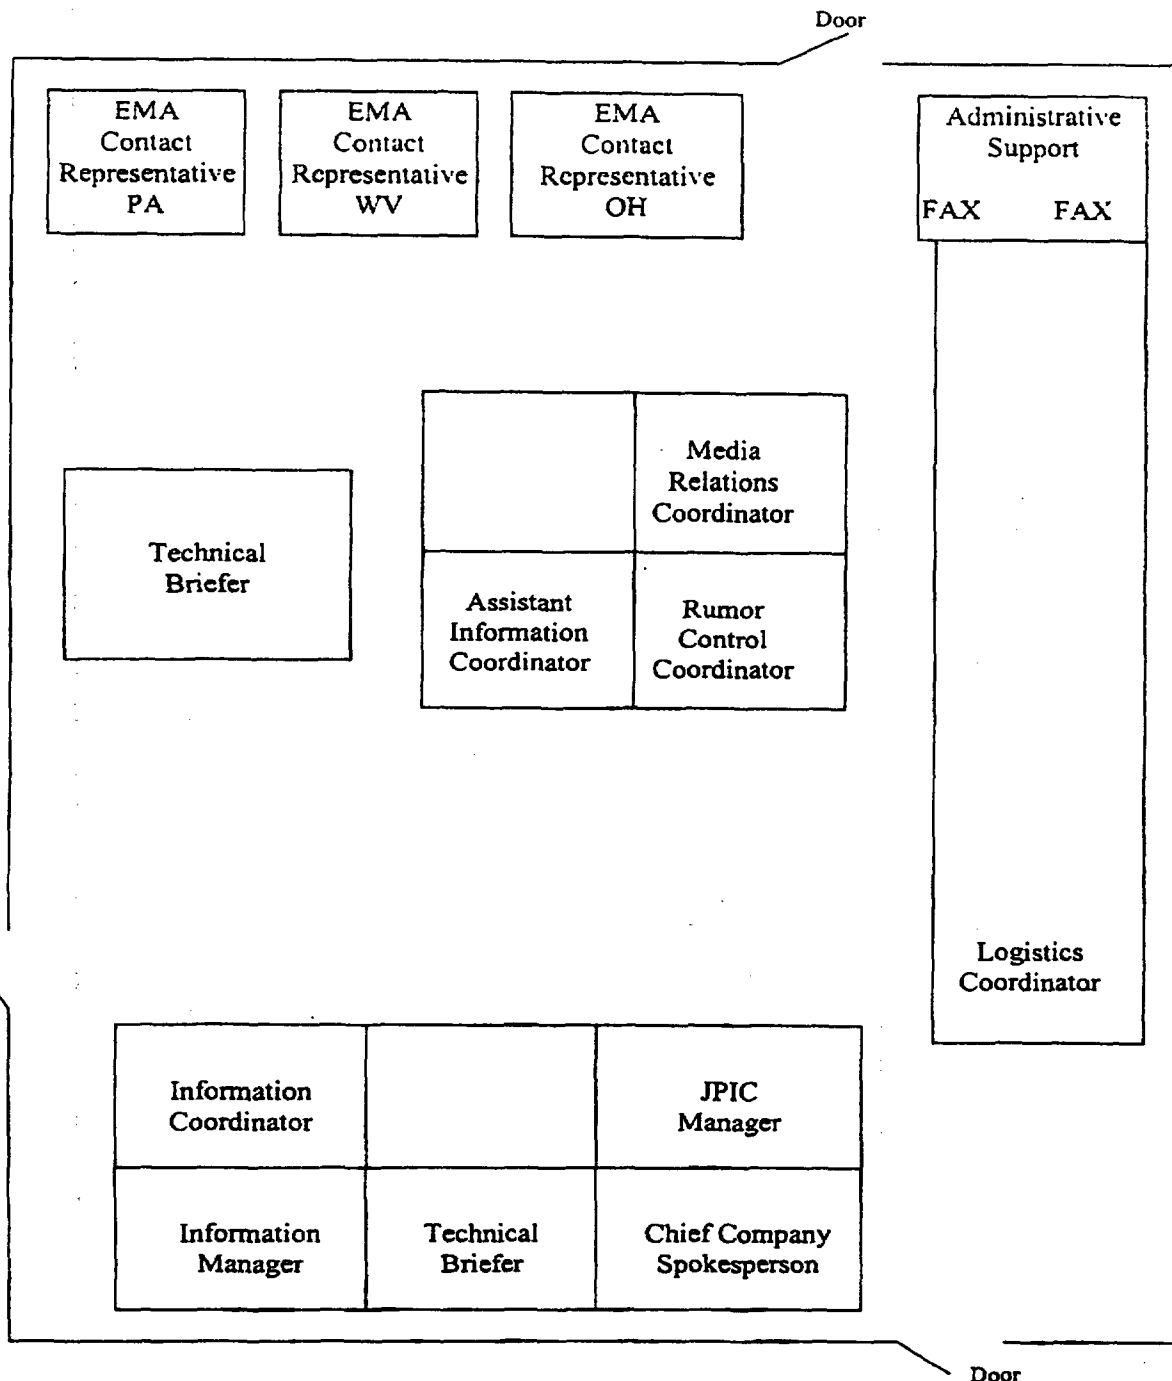 Door
EMA
Contact
Representative
PA
EMA
Contact
Representative
WV
EMA
Contact
Representative
OH
Administrative
Support
FAX FAX
Media
Relations
Coordinator
Technical
Briefer
Assistant
Information
Coordinator
Rumor
Control
Coordinator
Logistics
Coordinator
Information
Coordinator
JPIC
Manager
Information
Manager
Technical
Briefer
Chief Company
Spokesperson
Door